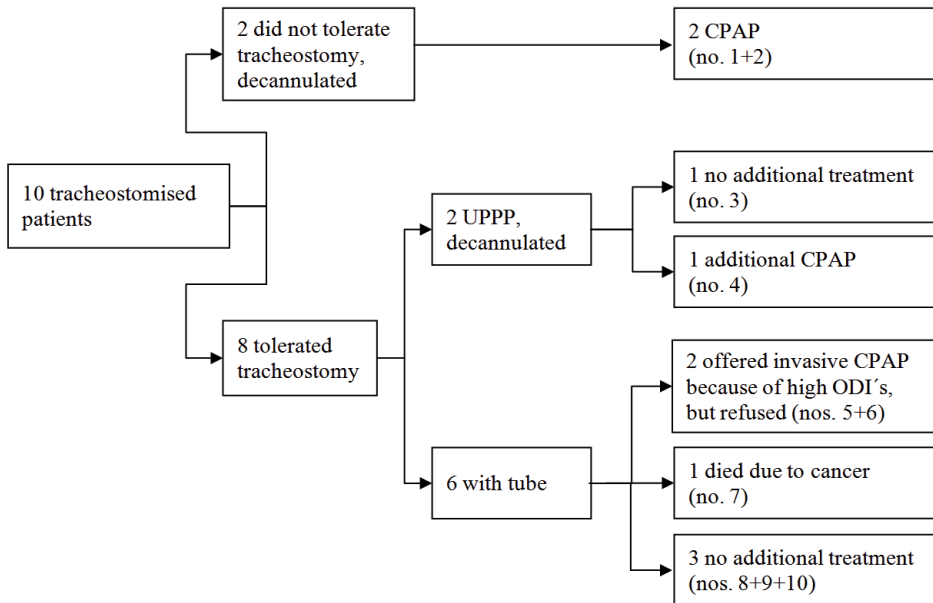 2 did not tolerate
tracheostomy,
decannulated
2 CPAP
(no. 1+2)
10 tracheostomised
patients
2 UPPP,
decannulated
1 no additional treatment
(no. 3)
1 additional CPAP
(no. 4)
8 tolerated
tracheostomy
2 offered invasive CPAP
because of high ODI´s,
but refused (nos. 5+6)
6 with tube
1 died due to cancer
(no. 7)
3 no additional treatment
(nos. 8+9+10)